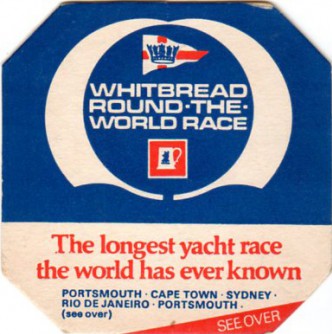 WHITBREAD
ROUND·THE·
WORLD RACE
The longest yacht race
the world has ever known
PORTSMOUTH · CAPE TOWN · SYDNEY ·
RIO DE JANEIRO · PORTSMOUTH ·
(see over)
SEE OVER